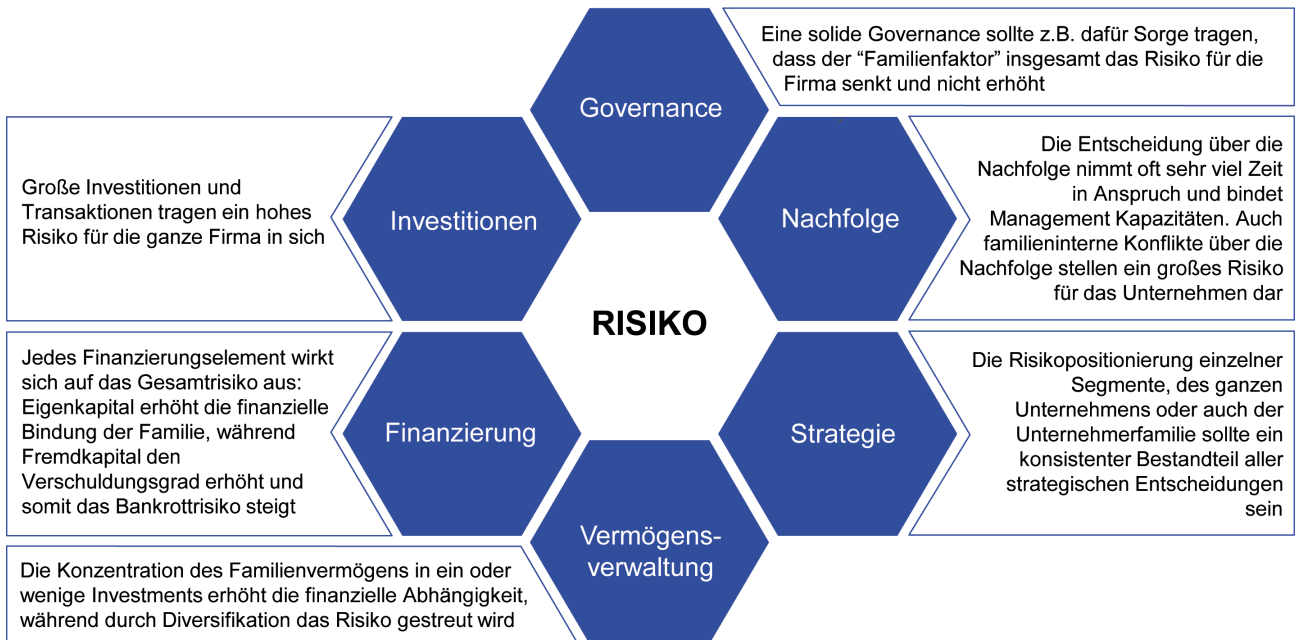 Governance
Eine solide Governance sollte z.B. dafür Sorge tragen,
dass der “Familienfaktor” insgesamt das Risiko für die
Firma senkt und nicht erhöht
Investitionen
Große Investitionen und
Transaktionen tragen ein hohes
Risiko für die ganze Firma in sich
Nachfolge
Die Entscheidung über die
Nachfolge nimmt oft sehr viel Zeit
in Anspruch und bindet
Management Kapazitäten. Auch
familieninterne Konflikte über die
Nachfolge stellen ein großes Risiko
für das Unternehmen dar
RISIKO
Jedes Finanzierungselement wirkt
sich auf das Gesamtrisiko aus:
Eigenkapital erhöht die finanzielle
Bindung der Familie, während
Fremdkapital den
Verschuldungsgrad erhöht und
somit das Bankrottrisiko steigt
Finanzierung
Strategie
Die Risikopositionierung einzelner
Segmente, des ganzen
Unternehmens oder auch der
Unternehmerfamilie sollte ein
konsistenter Bestandteil aller
strategischen Entscheidungen
sein
Vermögens-
verwaltung
Die Konzentration des Familienvermögens in ein oder
wenige Investments erhöht die finanzielle Abhängigkeit,
während durch Diversifikation das Risiko gestreut wird